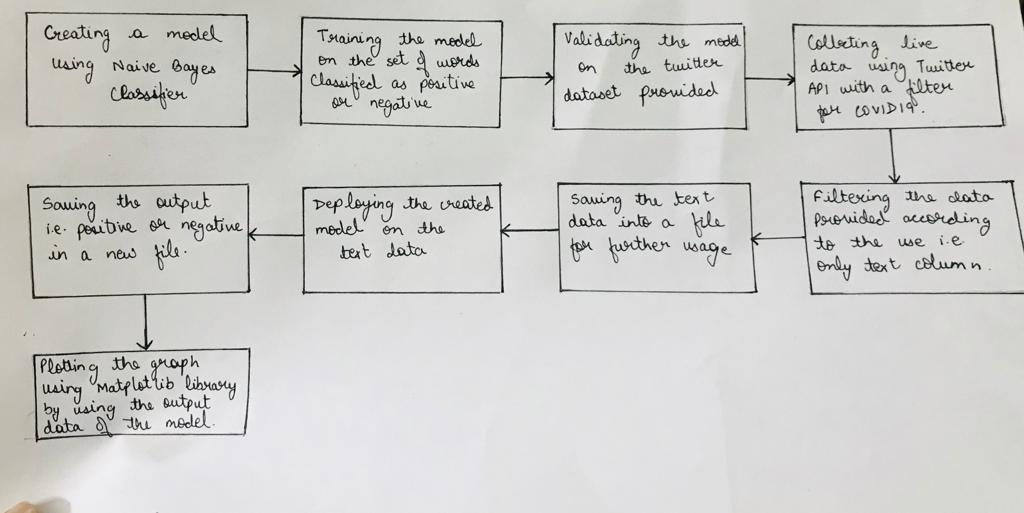 Creating a model
using Naive Bayes
Classifier
Training the model
on the set of words
Classified as positive
or negative
Validating the model
on the twitter
dataset provided
Collecting live
data using Twitter
API with a filter
for COVID19.
Filtering the data
Provided according
to the use i.e.
only text column.
Saving the text
data into a file
for further usage
Deploying the created
model on the
text data
Saving the output
i.e. positive or negative
in a new file.
Plotting the graph
using Matplotlib library
by using the output
data of the model.